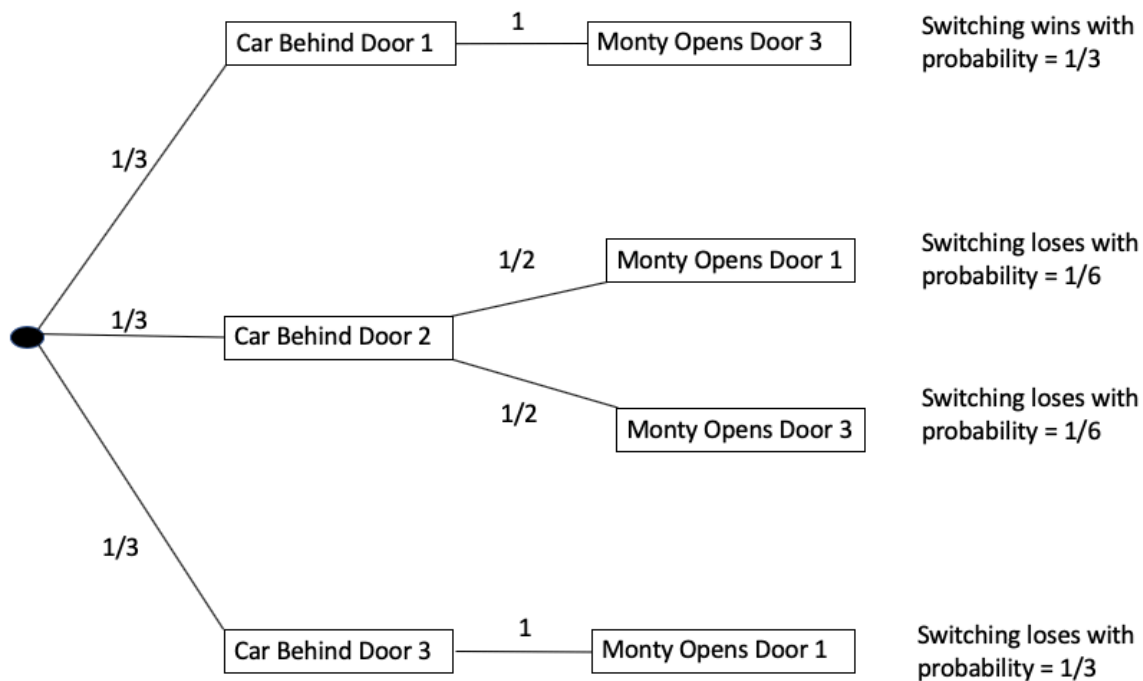 Car Behind Door 1
1
Monty Opens Door 3
Switching wins with
probability = 1/3
1/3
1/2
Monty Opens Door 1
Switching loses with
probability = 1/6
1/3
Car Behind Door 2
1/2
Monty Opens Door 3
Switching loses with
probability = 1/6
1/3
Car Behind Door 3
1
Monty Opens Door 1
Switching loses with
probability = 1/3